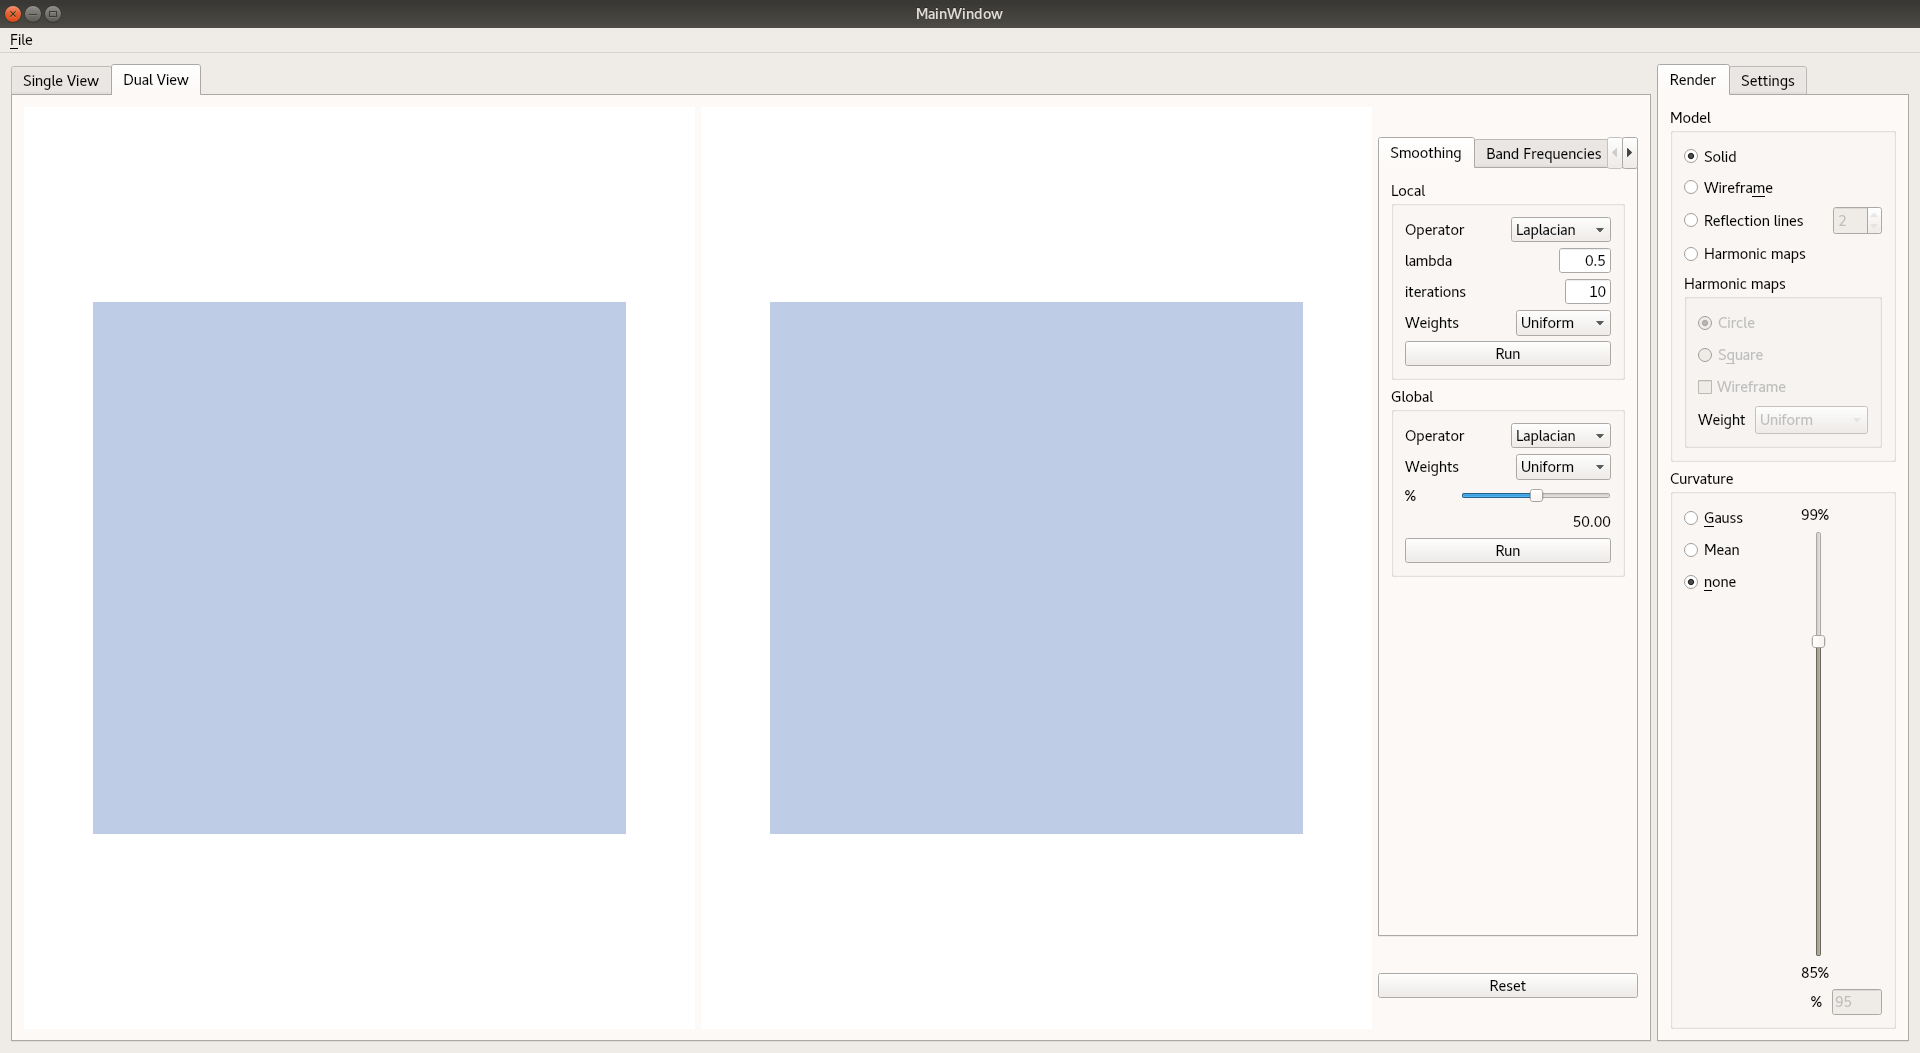 MainWindow
File
Single View
Dual View
Smoothing
Band Frequencies
Local
Operator
Laplacian
lambda
0.5
iterations
10
Weights
Uniform
Run
Global
Operator
Laplacian
Weights
Uniform
%
50.00
Run
Reset
Render
Settings
Model
Solid
Wireframe
Reflection lines
2
Harmonic maps
Harmonic maps
Circle
Square
Wireframe
Weight
Uniform
Curvature
Gauss
99%
Mean
none
85%
%
95